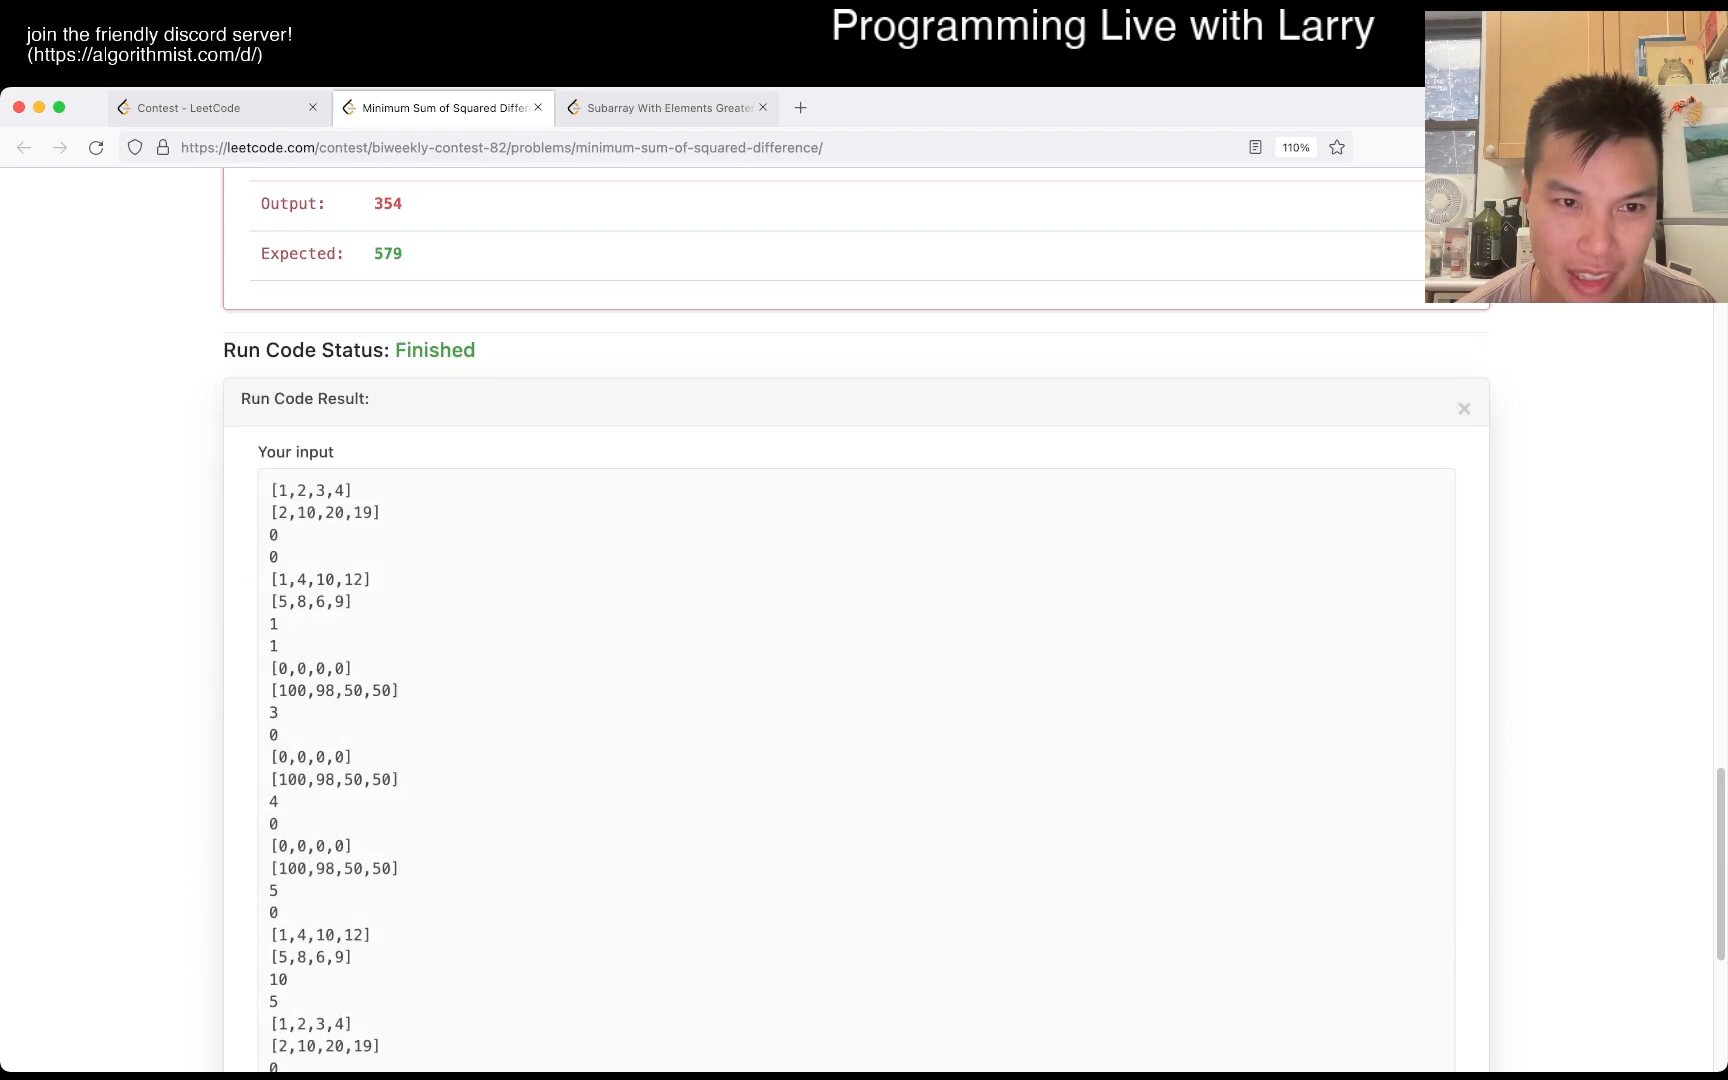 join the friendly discord server!
(https://algorithmist.com/d/)
Programming Live with Larry
Contest - LeetCode
Minimum Sum of Squared Differ
Subarray With Elements Greater
https://leetcode.com/contest/biweekly-contest-82/problems/minimum-sum-of-squared-difference/
110%
Output: 354
Expected: 579
Run Code Status: Finished
Run Code Result:
Your input
[1,2,3,4]
[2,10,20,19]
0
0
[1,4,10,12]
[5,8,6,9]
1
1
[0,0,0,0]
[100,98,50,50]
3
0
[0,0,0,0]
[100,98,50,50]
4
0
[0,0,0,0]
[100,98,50,50]
5
0
[1,4,10,12]
[5,8,6,9]
10
5
[1,2,3,4]
[2,10,20,19]
0